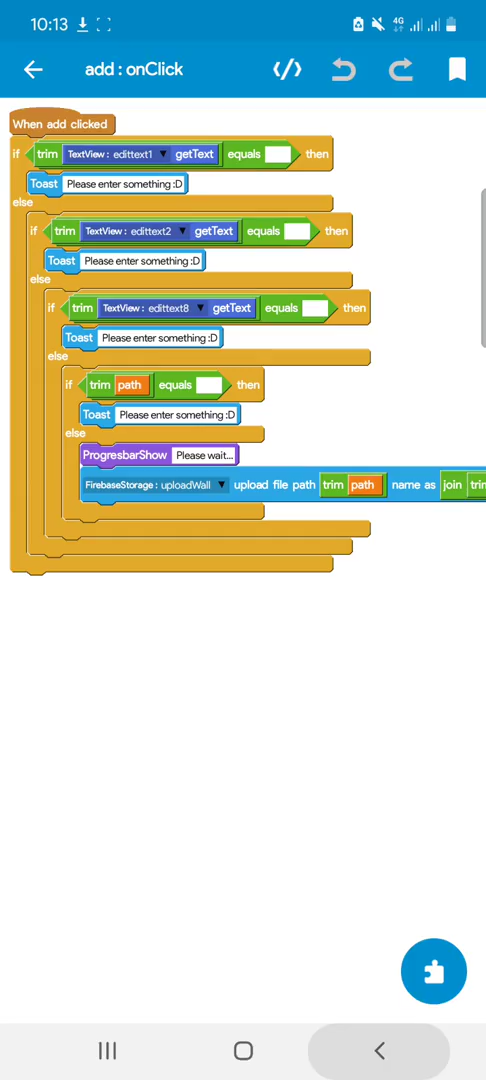 10:13 4G
add : onClick
When add clicked
if trim TextView : edittext1 getText equals then
Toast Please enter something :D
else
if trim TextView : edittext2 getText equals then
Toast Please enter something :D
else
if trim TextView : edittext8 getText equals then
Toast Please enter something :D
else
if trim path equals then
Toast Please enter something :D
else
ProgresbarShow Please wait...
FirebaseStorage : uploadWall upload file path trim path name as join trin